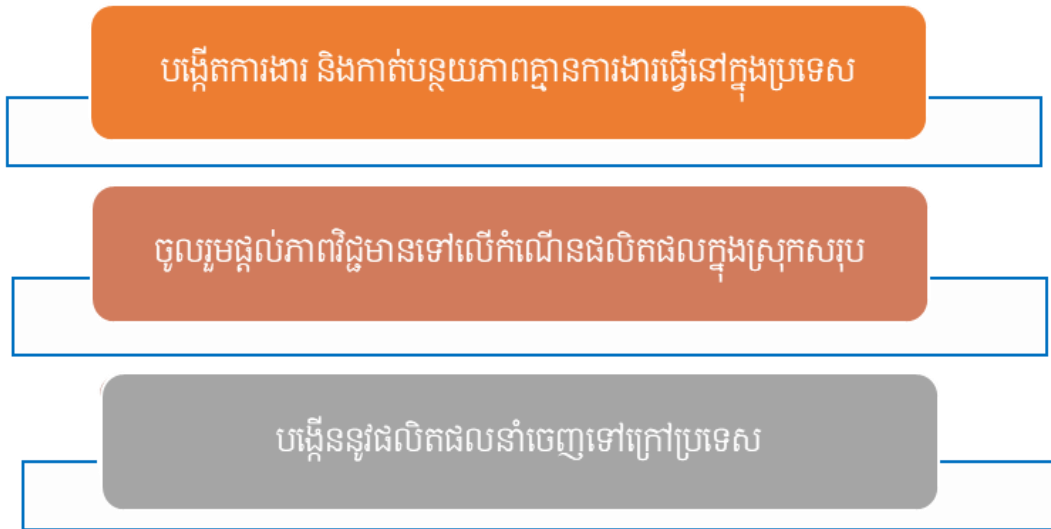 បង្កើតការងារ និងកាត់បន្ថយភាពគ្មានការងារធ្វើនៅក្នុងប្រទេស
ចូលរួមផ្តល់ភាពវិជ្ជមានទៅលើកំណើនផលិតផលក្នុងស្រុកសរុប
បង្កើននូវផលិតផលនាំចេញទៅក្រៅប្រទេស